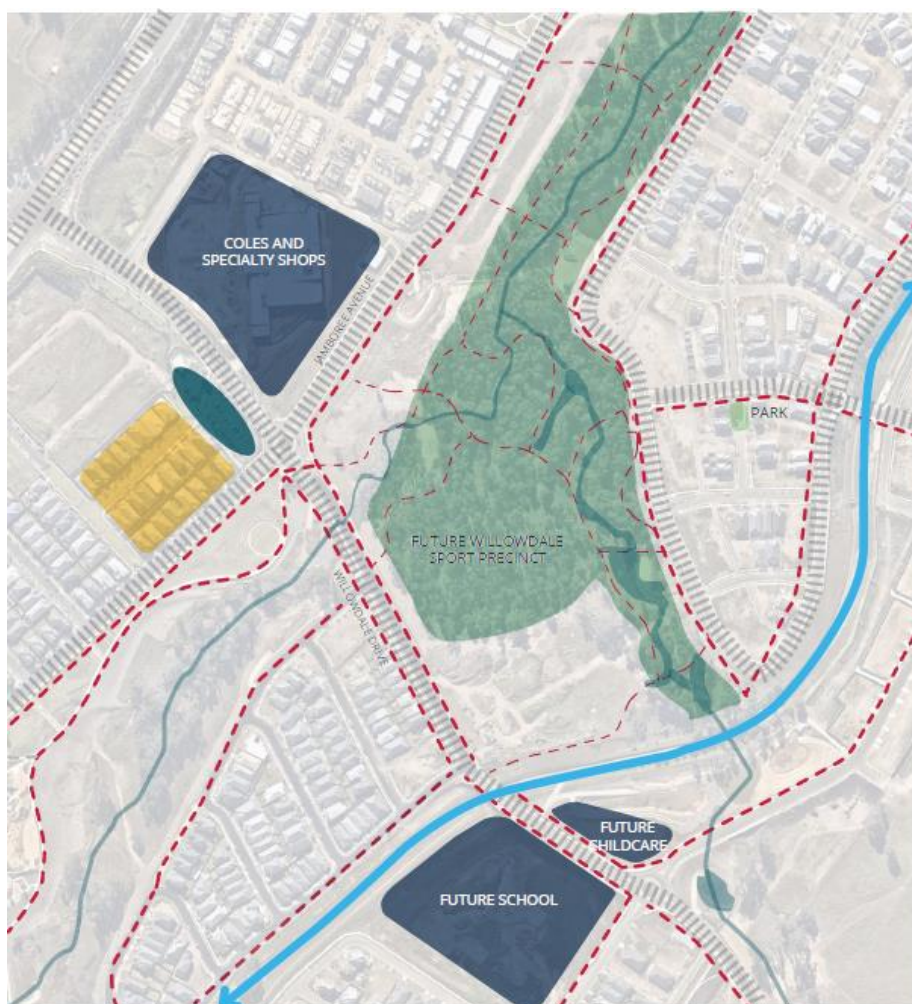 COLES AND
SPECIALTY SHOPS
JAMBOREE AVENUE
PARK
FUTURE WILLOWDALE
SPORT PRECINCT
WILLOWDALE DRIVE
FUTURE
CHILDCARE
FUTURE SCHOOL